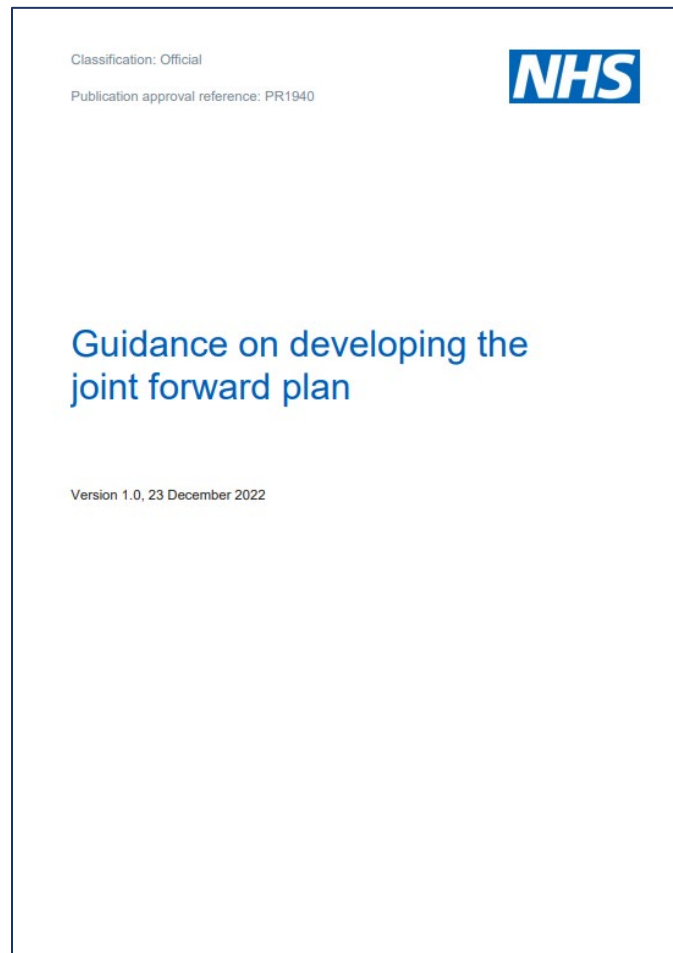 Classification: Official
NHS
Publication approval reference: PR1940
Guidance on developing the
joint forward plan
Version 1.0, 23 December 2022